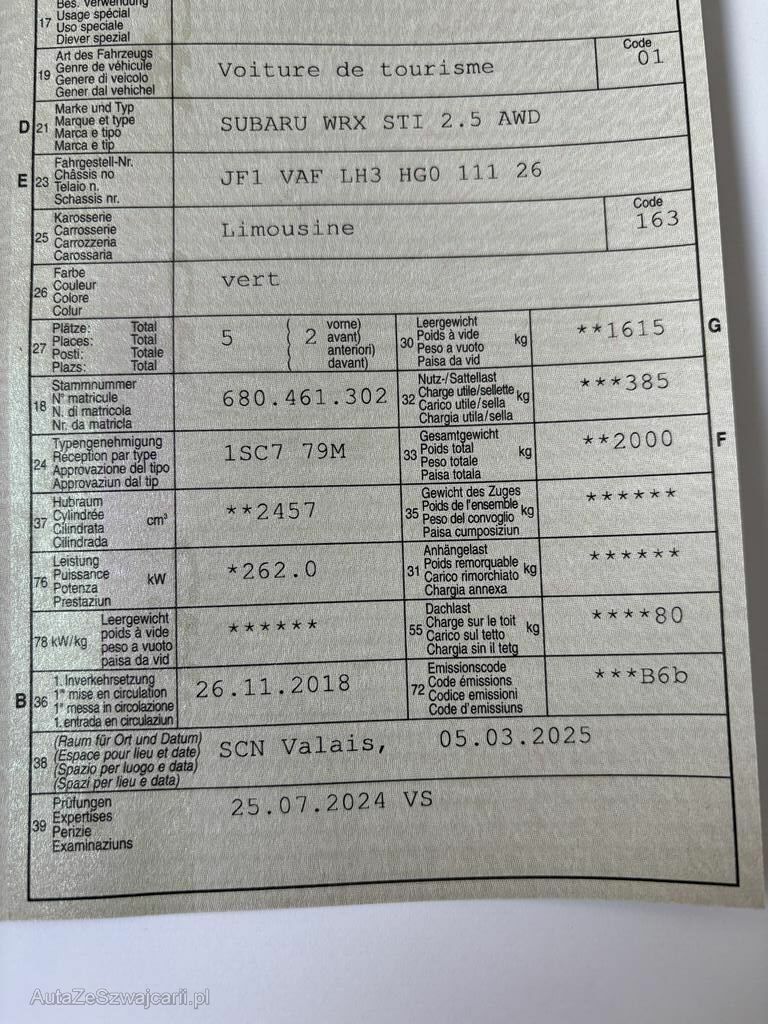 Bes. Verwendung
17 Usage spécial
Uso speciale
Diever spezial
Art des Fahrzeugs
19 Genre de véhicule
Genere di veicolo
Gener dal vehichel
Voiture de tourisme
Code
01
Marke und Typ
D 21 Marque et type
Marca e tipo
Marca e tip
SUBARU WRX STI 2.5 AWD
Fahrgestell-Nr.
E 23 Châssis no
Telaio n.
Schassis nr.
JF1 VAF LH3 HG0 111 26
Karosserie
25 Carrosserie
Carrozzeria
Carossaria
Limousine
Code
163
Farbe
26 Couleur
Colore
Colur
vert
Plätze: Total
27 Places: Total
Posti: Totale
Plazs: Total
5 ( 2 vorne)
avant)
anteriori)
davant)
Leergewicht
30 Poids à vide kg
Peso a vuoto
Paisa da vid
**1615 G
Stammnummer
18 N° matricule
N. di matricola
Nr. da matricla
680.461.302
Nutz-/Sattellast
32 Charge utile/sellette kg
Carico utile/sella
Chargia utila/sella
***385
Typengenehmigung
24 Réception par type
Approvazione del tipo
Approvaziun dal tip
1SC7 79M
Gesamtgewicht
33 Poids total kg
Peso totale
Paisa totala
**2000 F
Hubraum
37 Cylindrée cm³
Cilindrata
Cilindrada
**2457
Gewicht des Zuges
35 Poids de l'ensemble kg
Peso del convoglio
Paisa cumposiziun
******
Leistung
76 Puissance kW
Potenza
Prestaziun
*262.0
Anhängelast
31 Poids remorquable kg
Carico rimorchiato
Chargia annexa
******
Leergewicht
78 kW/kg poids à vide
peso a vuoto
paisa da vid
******
Dachlast
55 Charge sur le toit kg
Carico sul tetto
Chargia sin il tetg
****80
1. Inverkehrsetzung
B 36 1re mise en circulation
1a messa in circolazione
1. entrada en circulaziun
26.11.2018
Emissionscode
72 Code émissions
Codice emissioni
Code d'emissiuns
***B6b
(Raum für Ort und Datum)
38 (Espace pour lieu et date)
(Spazio per luogo e data)
(Spazi per lieu e data)
SCN Valais, 05.03.2025
Prüfungen
39 Expertises
Perizie
Examinaziuns
25.07.2024 VS
AutaZeSzwajcarii.pl